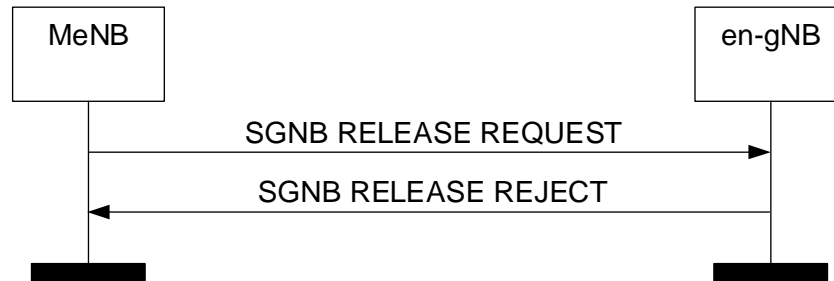 MeNB
en-gNB
SGNB RELEASE REQUEST
SGNB RELEASE REJECT